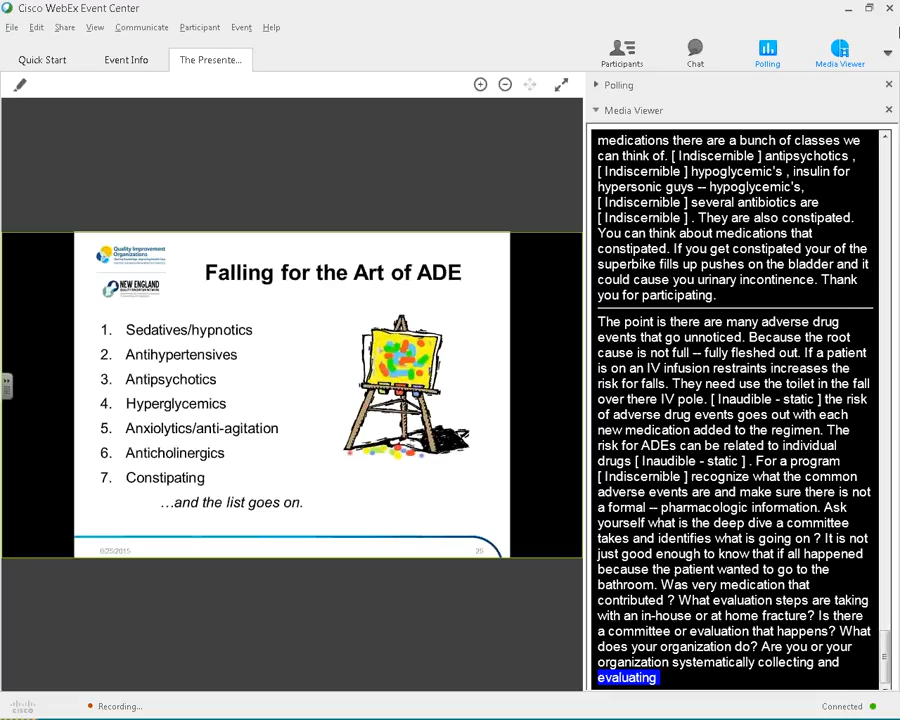 Cisco WebEx Event Center
File Edit Share View Communicate Participant Event Help
Quick Start Event Info The Presente...
Participants Chat Polling Media Viewer
Polling
Media Viewer
Quality Improvement
Organizations
NEW ENGLAND
Falling for the Art of ADE
1. Sedatives/hypnotics
2. Antihypertensives
3. Antipsychotics
4. Hyperglycemics
5. Anxiolytics/anti-agitation
6. Anticholinergics
7. Constipating
…and the list goes on.
6/25/2015 25
medications there are a bunch of classes we
can think of. [ Indiscernible ] antipsychotics ,
[ Indiscernible ] hypoglycemic's , insulin for
hypersonic guys -- hypoglycemic's,
[ Indiscernible ] several antibiotics are
[ Indiscernible ] . They are also constipated.
You can think about medications that
constipated. If you get constipated your of the
superbike fills up pushes on the bladder and it
could cause you urinary incontinence. Thank
you for participating.
The point is there are many adverse drug
events that go unnoticed. Because the root
cause is not full -- fully fleshed out. If a patient
is on an IV infusion restraints increases the
risk for falls. They need use the toilet in the fall
over there IV pole. [ Inaudible - static ] the risk
of adverse drug events goes out with each
new medication added to the regimen. The
risk for ADEs can be related to individual
drugs [ Inaudible - static ] . For a program
[ Indiscernible ] recognize what the common
adverse events are and make sure there is not
a formal -- pharmacologic information. Ask
yourself what is the deep dive a committee
takes and identifies what is going on ? It is not
just good enough to know that if all happened
because the patient wanted to go to the
bathroom. Was very medication that
contributed ? What evaluation steps are taking
with an in-house or at home fracture? Is there
a committee or evaluation that happens? What
does your organization do? Are you or your
organization systematically collecting and
evaluating
cisco Recording... Connected